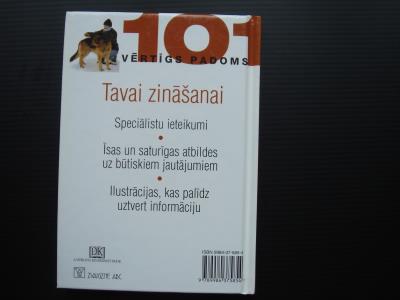 101
VĒRTĪGS PADOMS
Tavai zināšanai
Speciālistu ieteikumi
Īsas un saturīgas atbildes
uz būtiskiem jautājumiem
Ilustrācijas, kas palīdz
uztvert informāciju
DK
ZVAIGZNE ABC